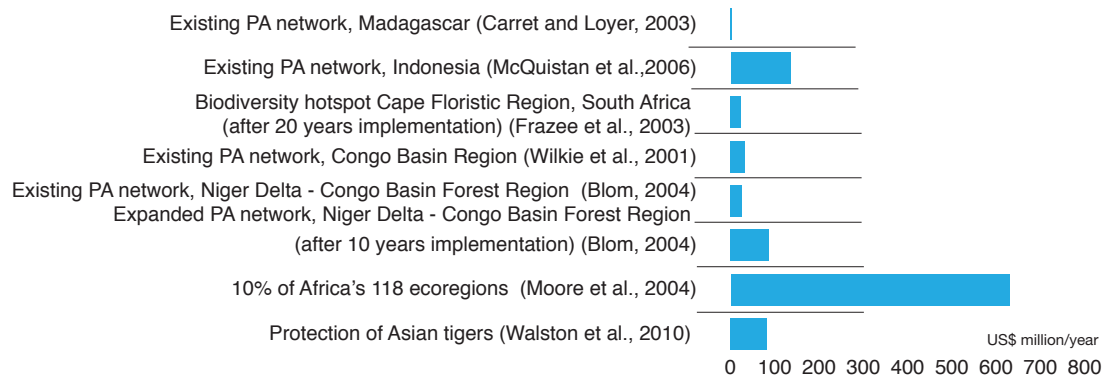 Existing PA network, Madagascar (Carret and Loyer, 2003)
Existing PA network, Indonesia (McQuistan et al.,2006)
Biodiversity hotspot Cape Floristic Region, South Africa
(after 20 years implementation) (Frazee et al., 2003)
Existing PA network, Congo Basin Region (Wilkie et al., 2001)
Existing PA network, Niger Delta - Congo Basin Forest Region (Blom, 2004)
Expanded PA network, Niger Delta - Congo Basin Forest Region
(after 10 years implementation) (Blom, 2004)
10% of Africa’s 118 ecoregions (Moore et al., 2004)
Protection of Asian tigers (Walston et al., 2010)
US$ million/year
0 100 200 300 400 500 600 700 800